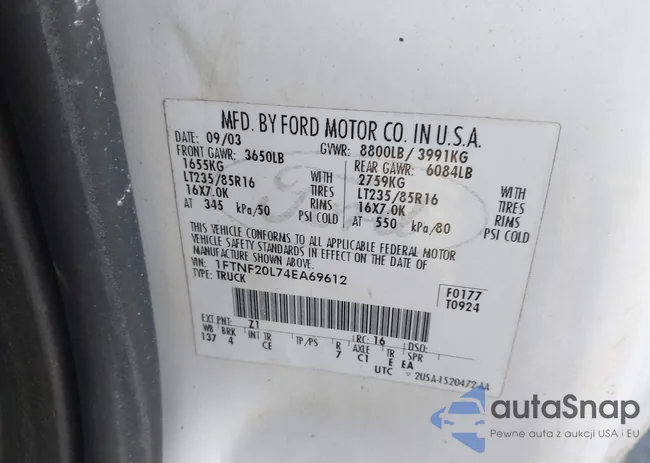 MFD. BY FORD MOTOR CO. IN U.S.A.
DATE: 09/03 GVWR: 8800LB/ 3991KG
FRONT GAWR: 3650LB REAR GAWR: 6084LB
1655KG 2759KG
LT235/85R16 WITH TIRES LT235/85R16 WITH TIRES
16X7.0K RIMS 16X7.0K RIMS
AT 345 kPa/50 PSI COLD AT 550 kPa/80 PSI COLD
THIS VEHICLE CONFORMS TO ALL APPLICABLE FEDERAL MOTOR
VEHICLE SAFETY STANDARDS IN EFFECT ON THE DATE OF
MANUFACTURE SHOWN ABOVE.
VIN: 1FTNF20L74EA69612
TYPE: TRUCK
F0177
T0924
EXT. PNT: Z1 RC: 16 DSO:
WB BRK INT TR TP/PS R AXLE TR SPR
137 4 CE 7 C1 E EA
UTC 2U5A-1520472-AA
autaSnap
Pewne auta z aukcji USA i EU